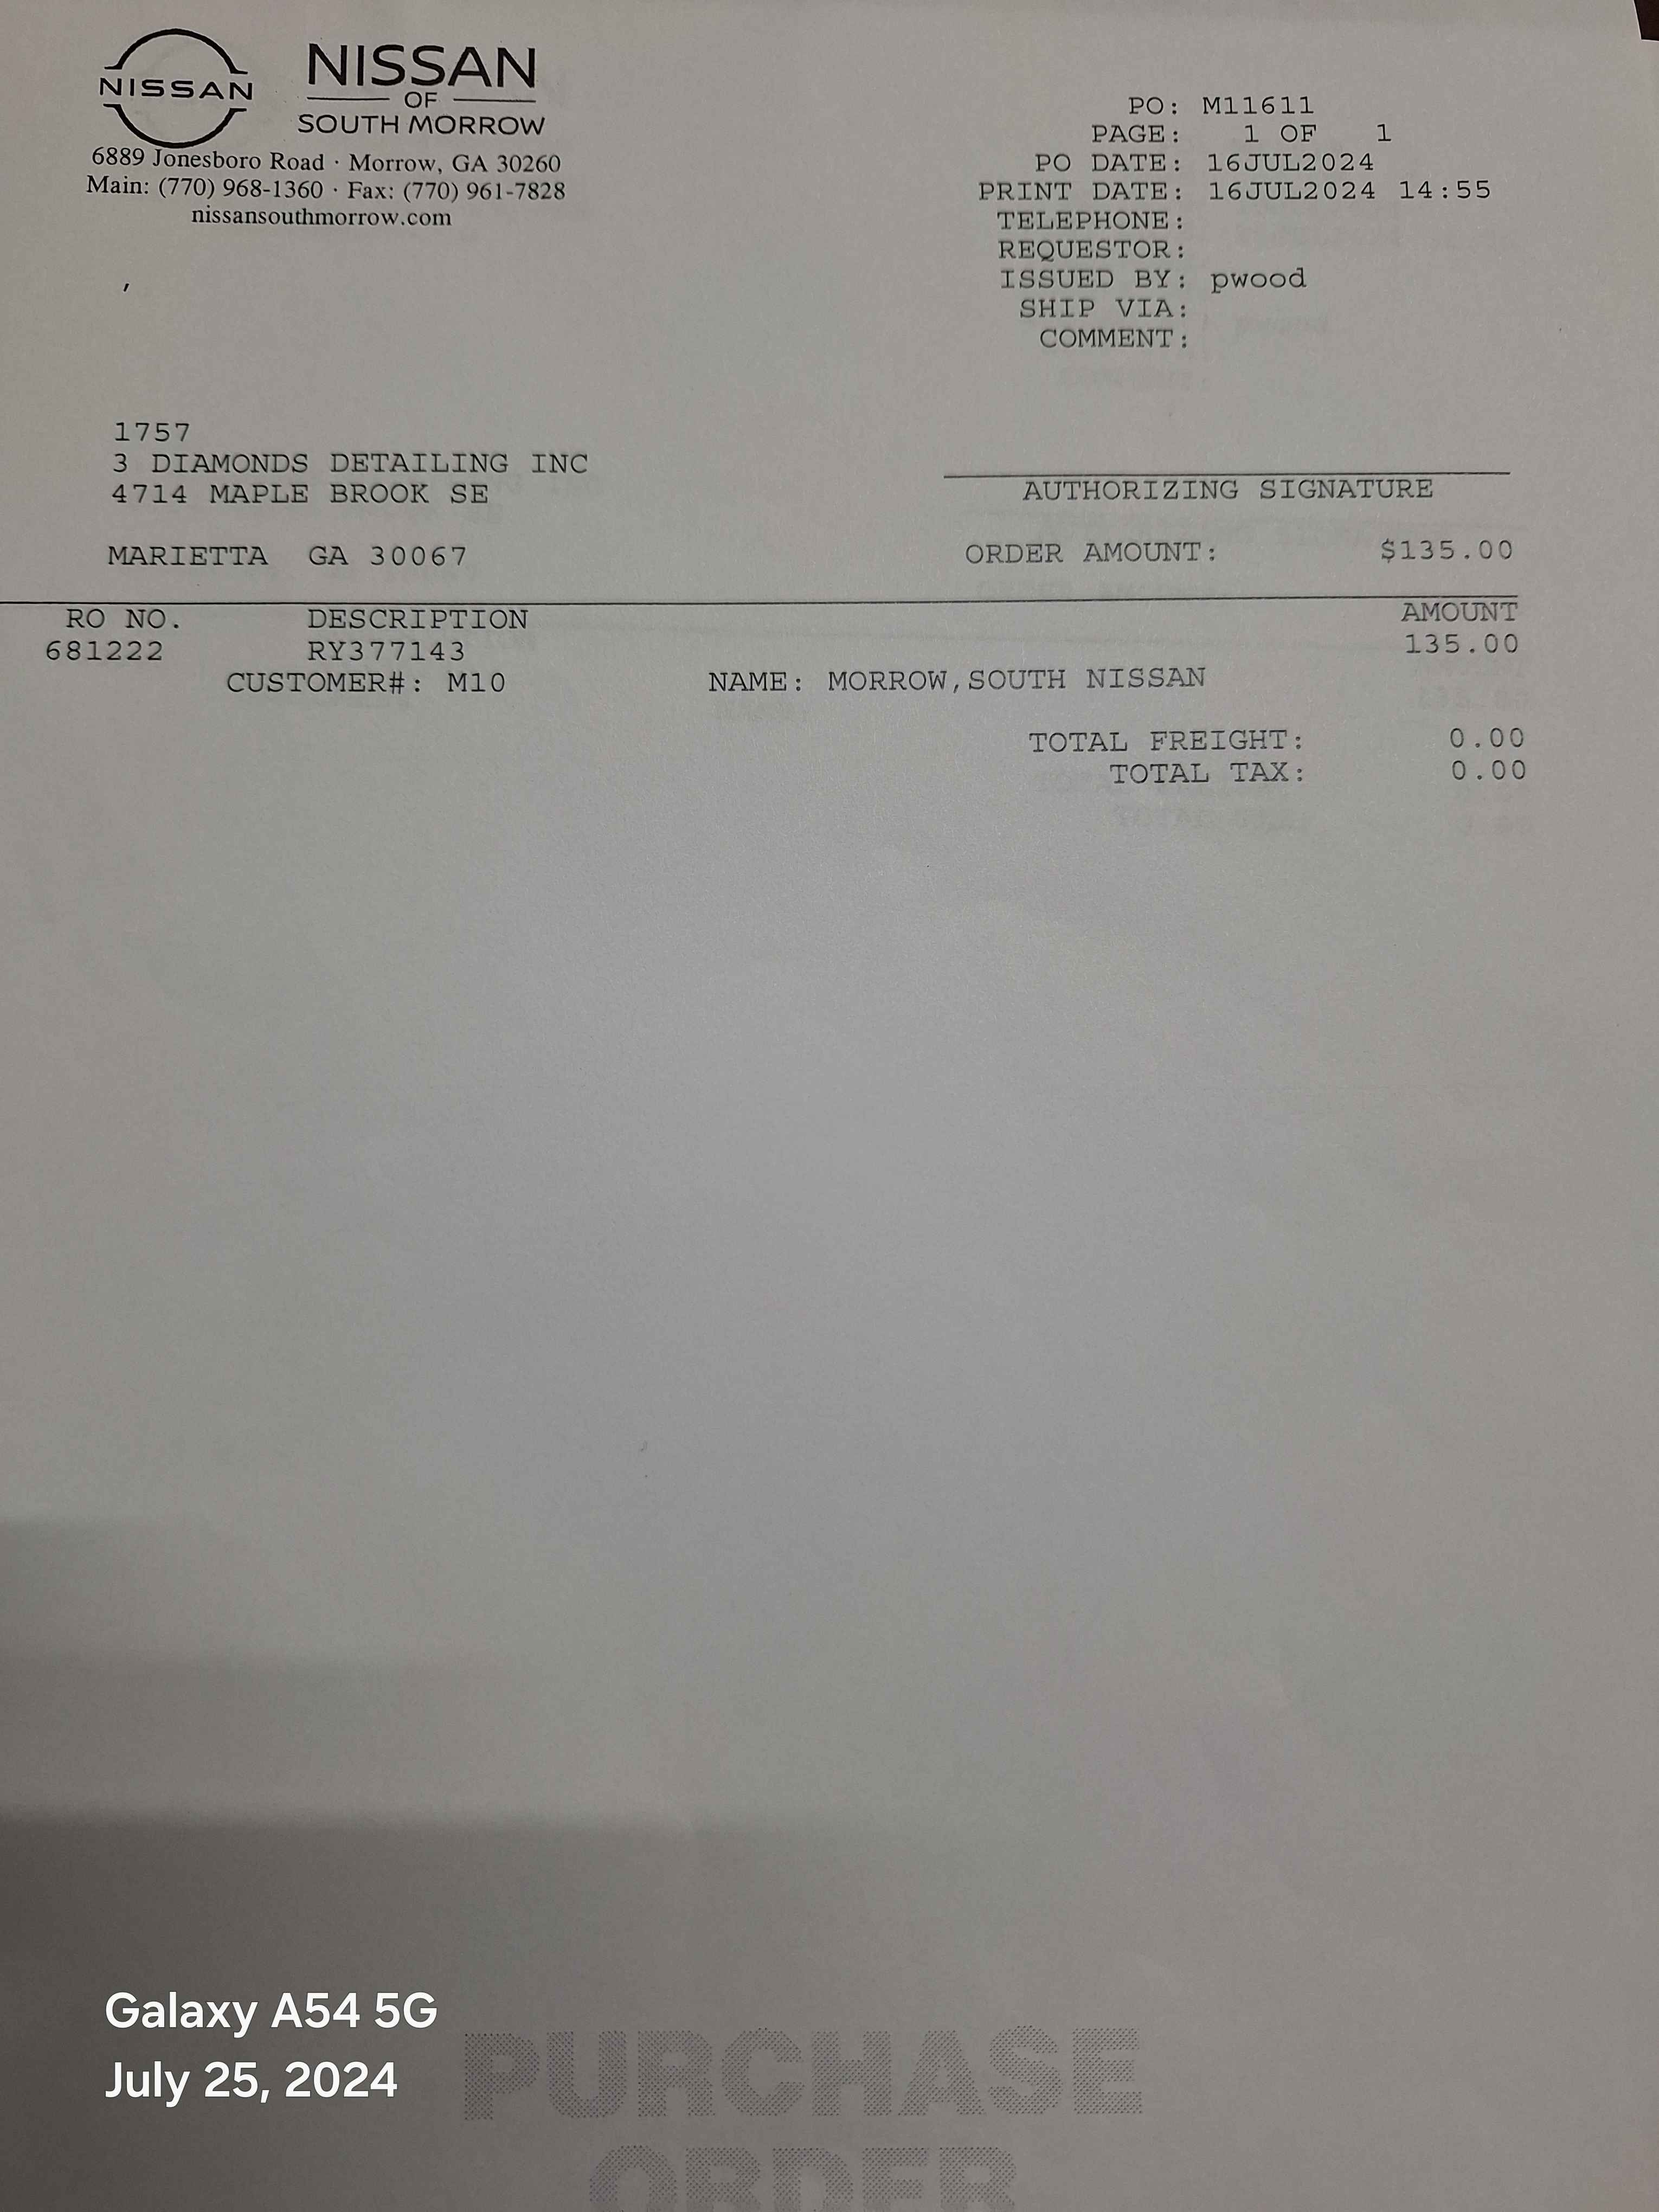 NISSAN
NISSAN
OF
SOUTH MORROW
6889 Jonesboro Road · Morrow, GA 30260
Main: (770) 968-1360 · Fax: (770) 961-7828
nissansouthmorrow.com
PO: M11611
PAGE: 1 OF 1
PO DATE: 16JUL2024
PRINT DATE: 16JUL2024 14:55
TELEPHONE:
REQUESTOR:
ISSUED BY: pwood
SHIP VIA:
COMMENT:
,
1757
3 DIAMONDS DETAILING INC
4714 MAPLE BROOK SE
MARIETTA GA 30067
AUTHORIZING SIGNATURE
ORDER AMOUNT: $135.00
RO NO. DESCRIPTION AMOUNT
681222 RY377143 135.00
CUSTOMER#: M10 NAME: MORROW,SOUTH NISSAN
TOTAL FREIGHT: 0.00
TOTAL TAX: 0.00
Galaxy A54 5G
July 25, 2024
PURCHASE
ORDER